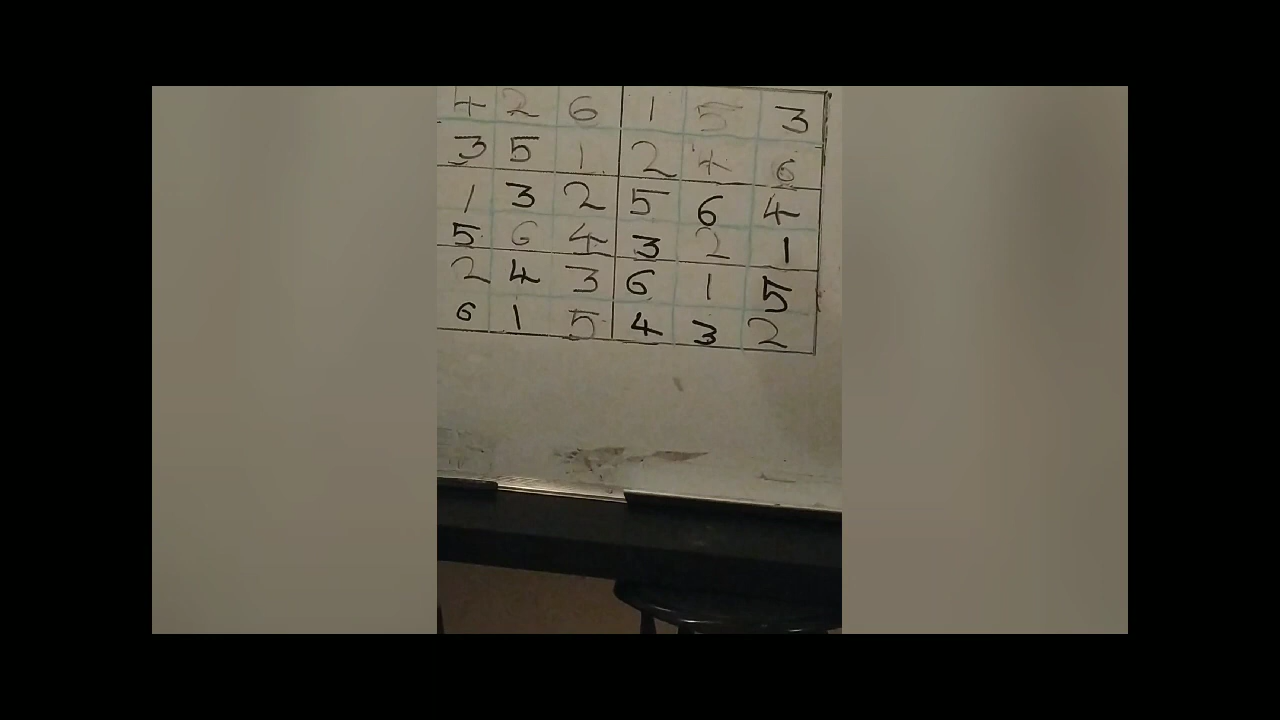 4 2 6 1 5 3
3 5 1 2 4 6
1 3 2 5 6 4
5 6 4 3 2 1
2 4 3 6 1 5
6 1 5 4 3 2